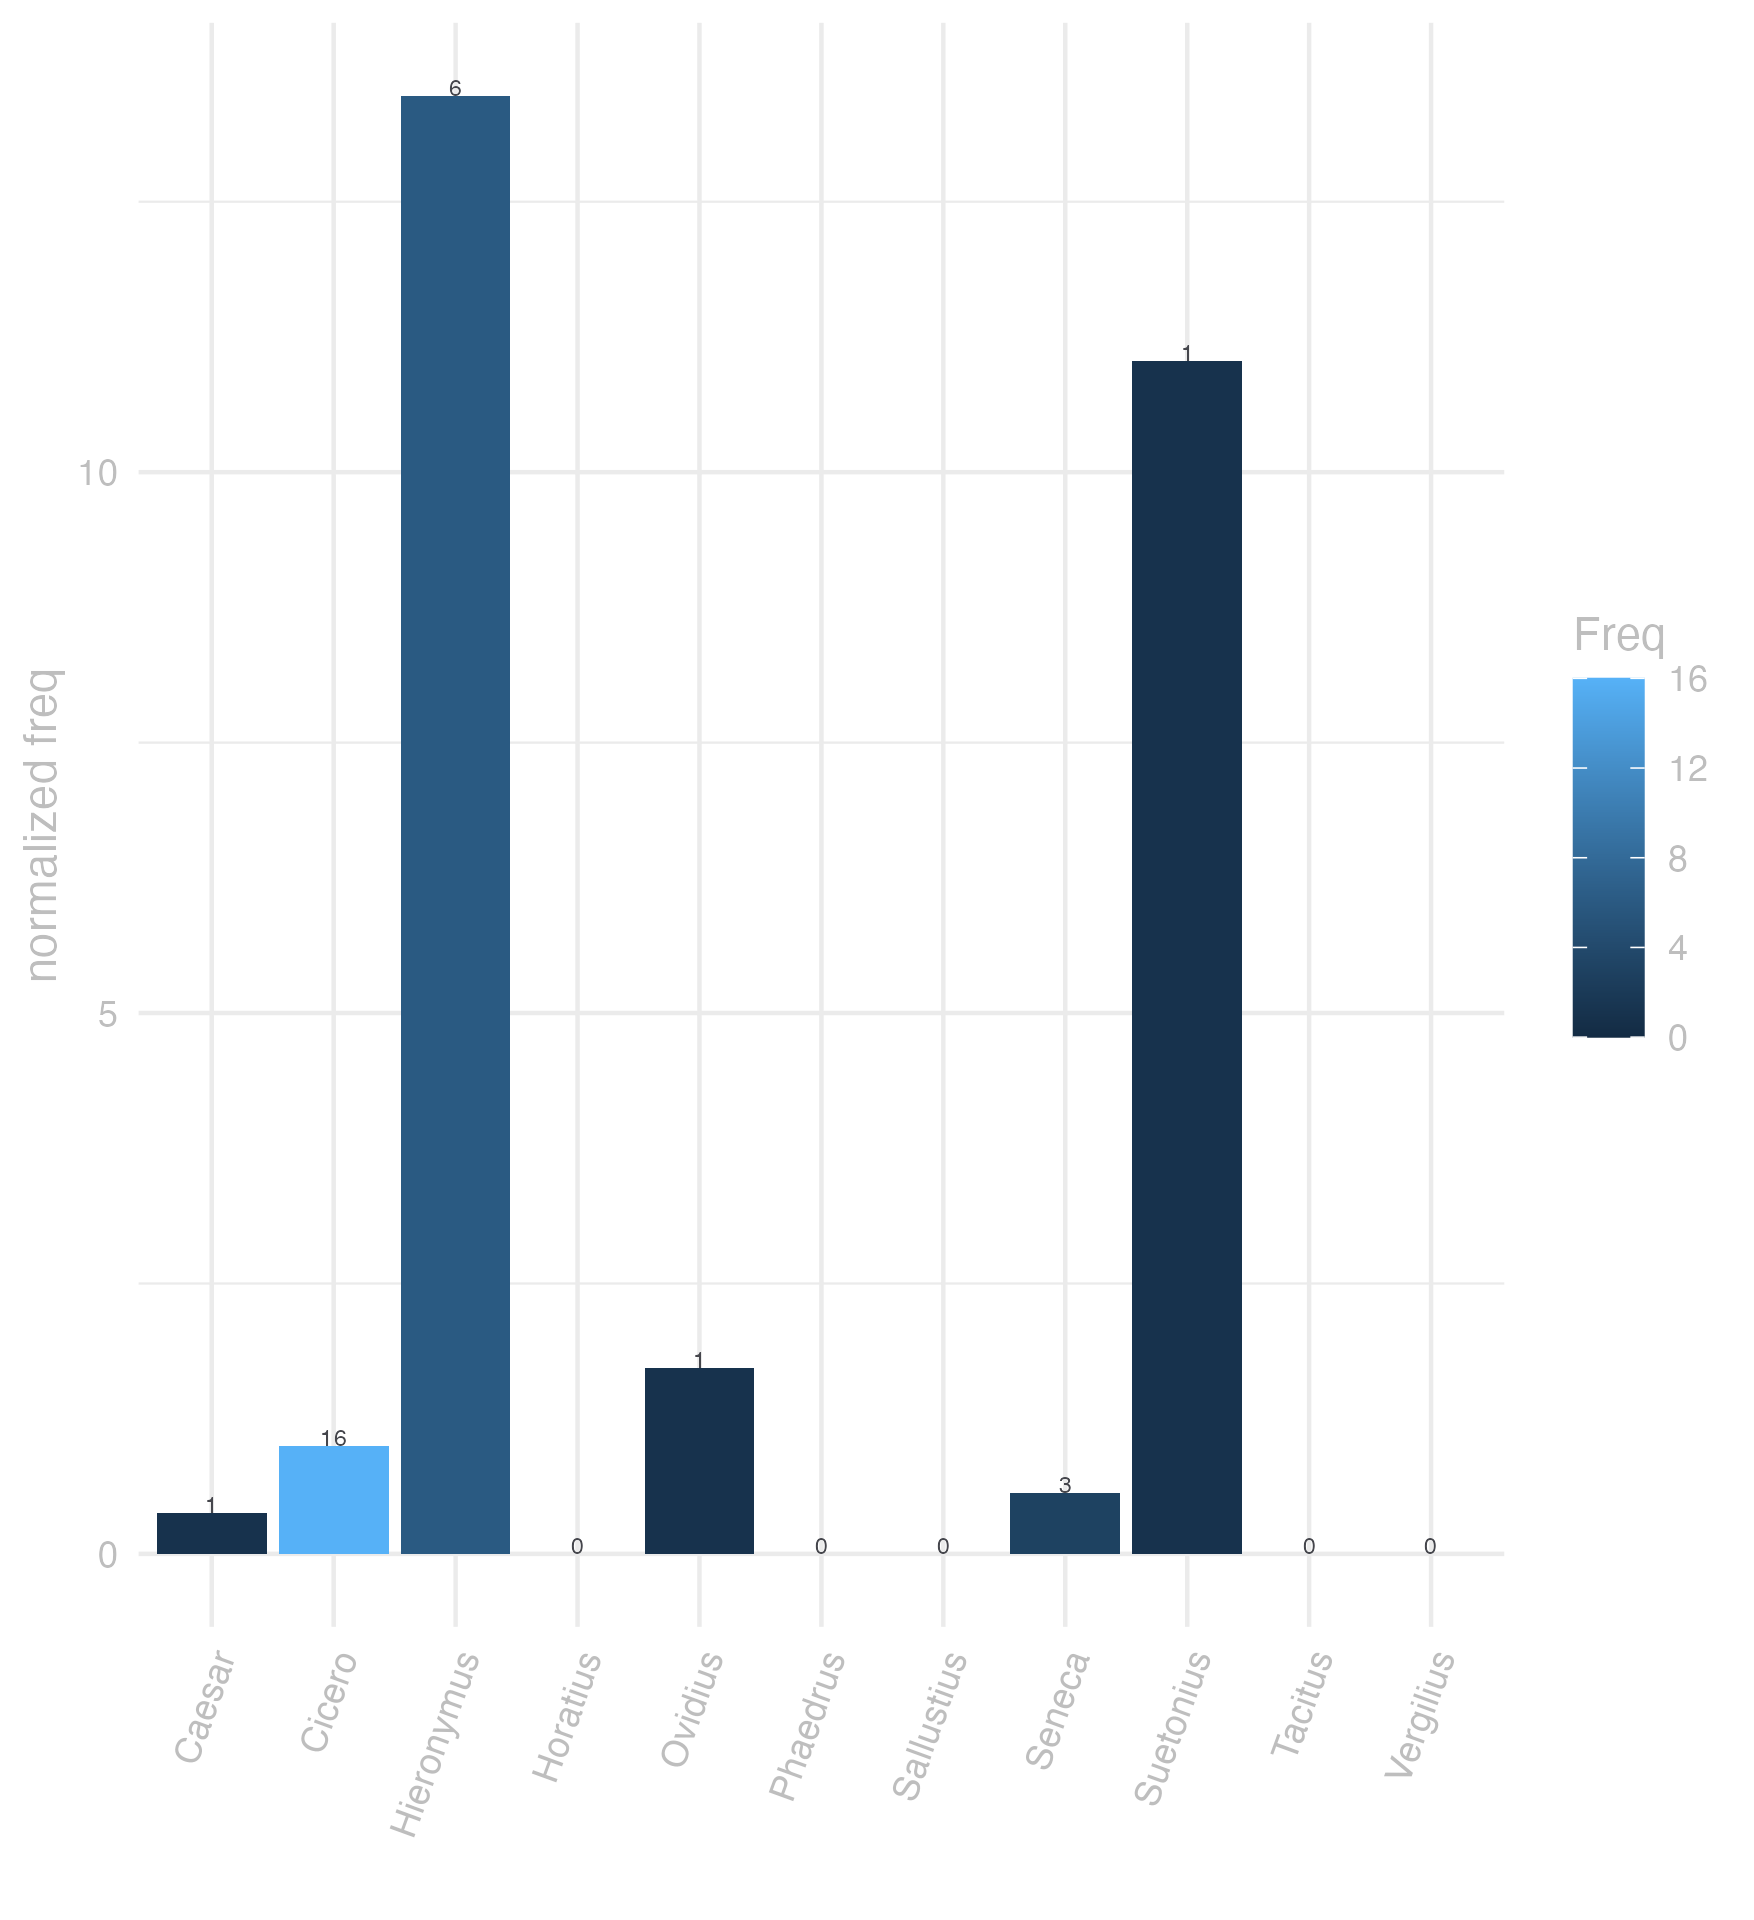 normalized freq
10
5
0
6
1
1
16
1
3
0
0
0
0
0
Caesar
Cicero
Hieronymus
Horatius
Ovidius
Phaedrus
Sallustius
Seneca
Suetonius
Tacitus
Vergilius
Freq
16
12
8
4
0